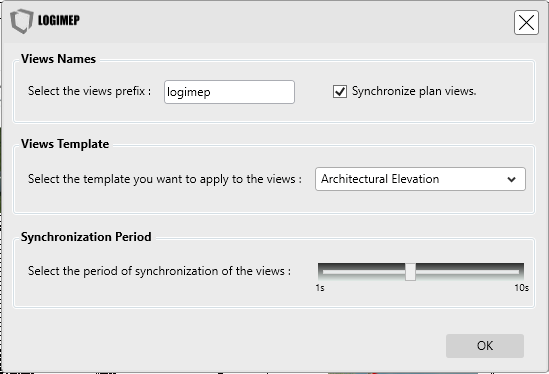 LOGIMEP
Views Names
Select the views prefix : logimep Synchronize plan views.
Views Template
Select the template you want to apply to the views : Architectural Elevation
Synchronization Period
Select the period of synchronization of the views :
1s 10s
OK